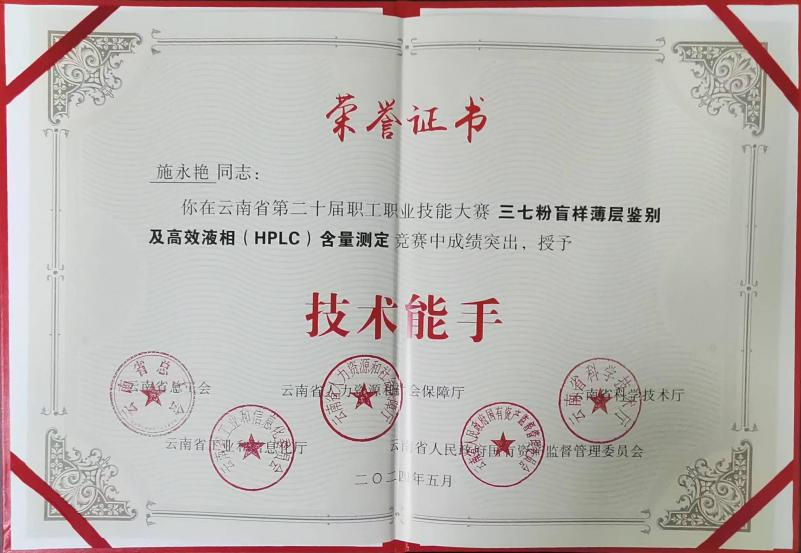 荣誉证书
施永艳 同志：
你在云南省第二十届职工职业技能大赛 三七粉盲样薄层鉴别
及高效液相（HPLC）含量测定 竞赛中成绩突出，授予
技术能手
云南省总工会 云南省人力资源和社会保障厅 云南省科学技术厅
云南省工业和信息化厅 云南省人民政府国有资产监督管理委员会
二〇二四年五月